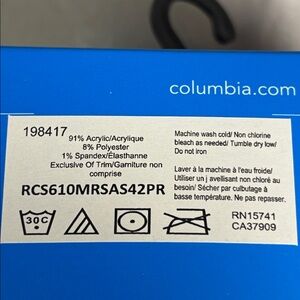 columbia.com
198417
91% Acrylic/Acrylique
8% Polyester
1% Spandex/Élasthanne
Exclusive Of Trim/Garniture non
comprise
RCS610MRSAS42PR
Machine wash cold/ Non chlorine
bleach as needed/ Tumble dry low/
Do not iron
Laver à la machine à l'eau froide/
Utiliser un j avellisant non chloré au
besoin/ Sécher par culbutage à
basse température. Ne pas repasser.
30C
RN15741
CA37909